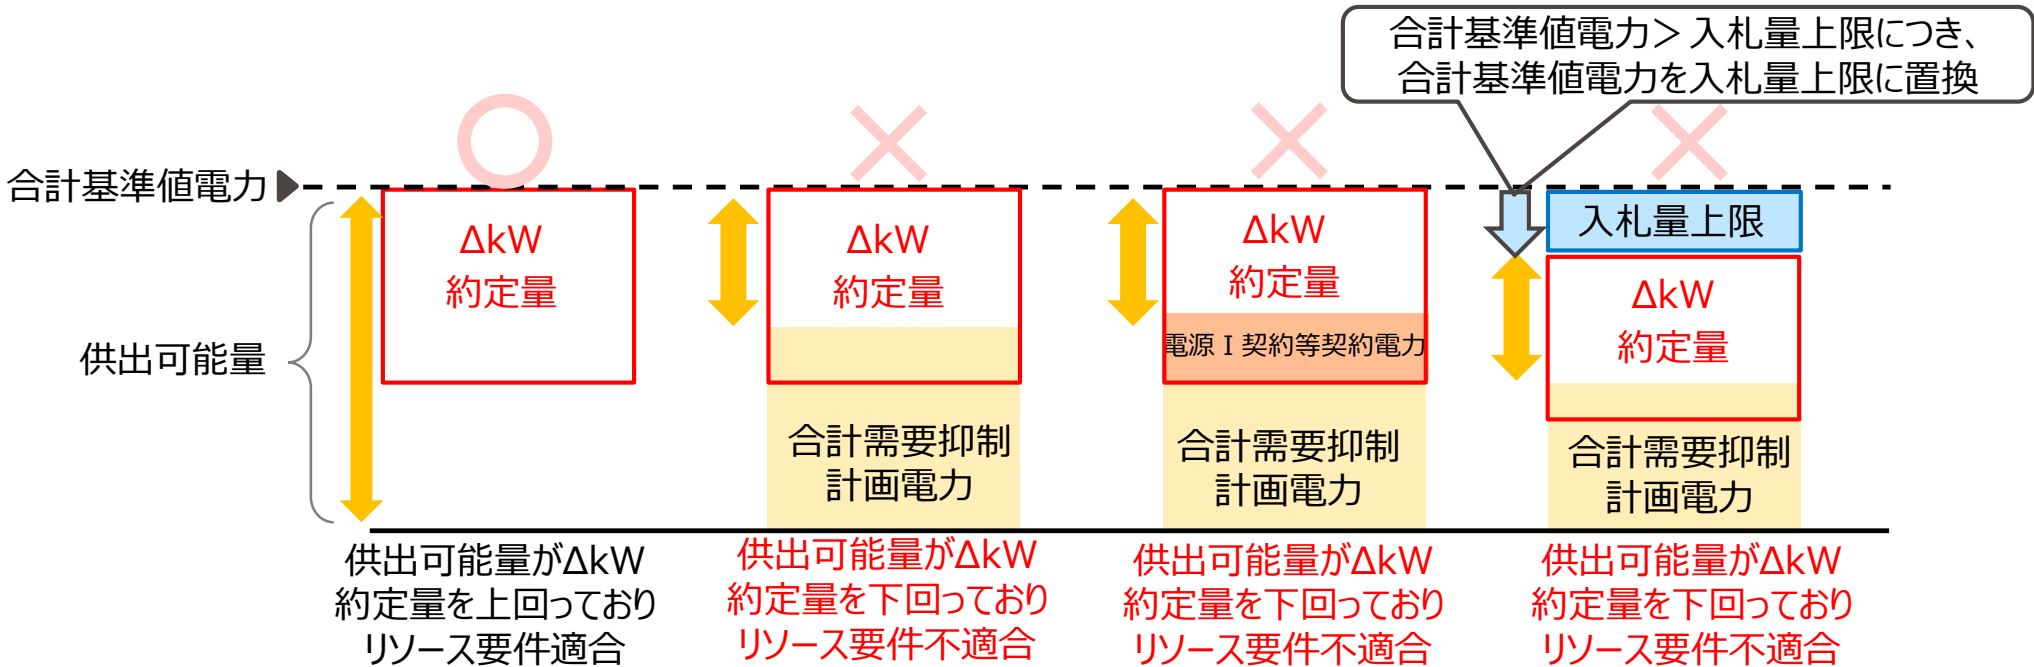 合計基準値電力＞入札量上限につき、
合計基準値電力を入札量上限に置換
合計基準値電力
供出可能量
ΔkW
約定量
ΔkW
約定量
合計需要抑制
計画電力
ΔkW
約定量
電源Ⅰ契約等契約電力
合計需要抑制
計画電力
入札量上限
ΔkW
約定量
合計需要抑制
計画電力
供出可能量がΔkW
約定量を上回っており
リソース要件適合
供出可能量がΔkW
約定量を下回っており
リソース要件不適合
供出可能量がΔkW
約定量を下回っており
リソース要件不適合
供出可能量がΔkW
約定量を下回っており
リソース要件不適合